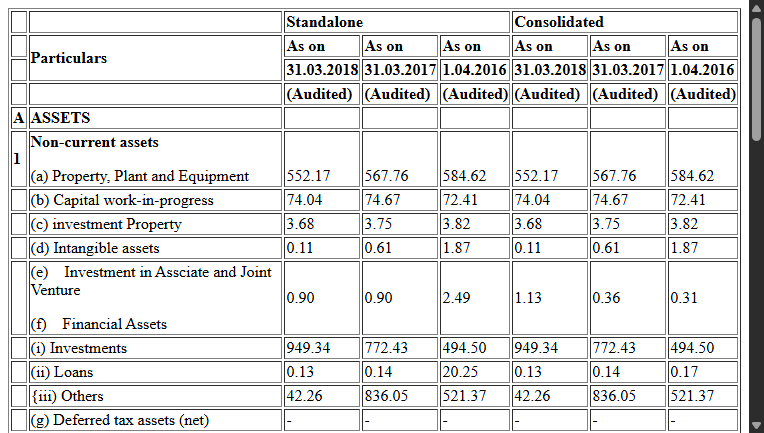 Standalone Consolidated
Particulars As on As on As on As on As on As on
31.03.2018 31.03.2017 1.04.2016 31.03.2018 31.03.2017 1.04.2016
(Audited) (Audited) (Audited) (Audited) (Audited) (Audited)
A ASSETS
1 Non-current assets
(a) Property, Plant and Equipment 552.17 567.76 584.62 552.17 567.76 584.62
(b) Capital work-in-progress 74.04 74.67 72.41 74.04 74.67 72.41
(c) investment Property 3.68 3.75 3.82 3.68 3.75 3.82
(d) Intangible assets 0.11 0.61 1.87 0.11 0.61 1.87
(e) Investment in Assciate and Joint
Venture
0.90 0.90 2.49 1.13 0.36 0.31
(f) Financial Assets
(i) Investments 949.34 772.43 494.50 949.34 772.43 494.50
(ii) Loans 0.13 0.14 20.25 0.13 0.14 0.17
{iii) Others 42.26 836.05 521.37 42.26 836.05 521.37
(g) Deferred tax assets (net) - - - - - -